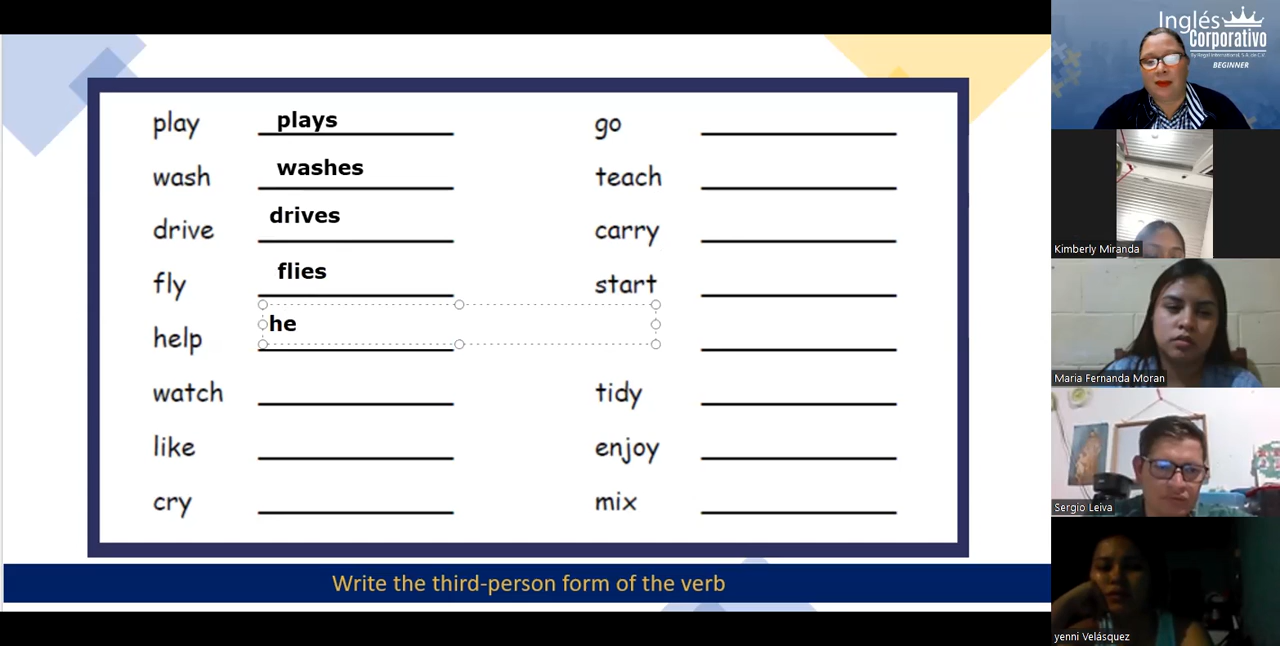 play plays go
wash washes teach
drive drives carry
fly flies start
help he
watch tidy
like enjoy
cry mix
Write the third-person form of the verb
Inglés
Corporativo
BEGINNER
Kimberly Miranda
Maria Fernanda Moran
Sergio Leiva
yenni Velásquez